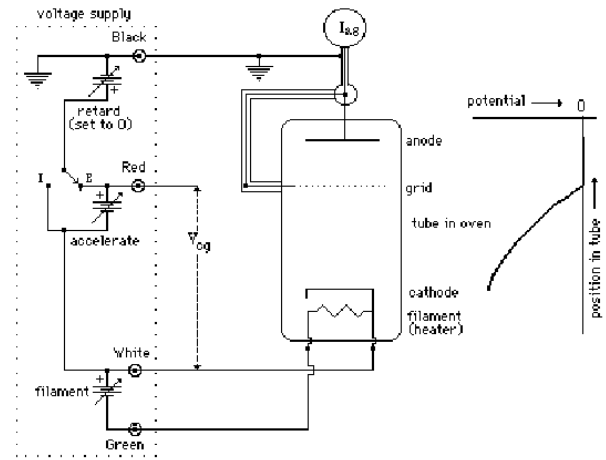 voltage supply
Black
I_ag
+
retard
(set to 0)
potential → 0
anode
Red
I E
grid
+
accelerate
V_cg
tube in oven
position in tube →
cathode
filament
(heater)
White
+
filament
Green